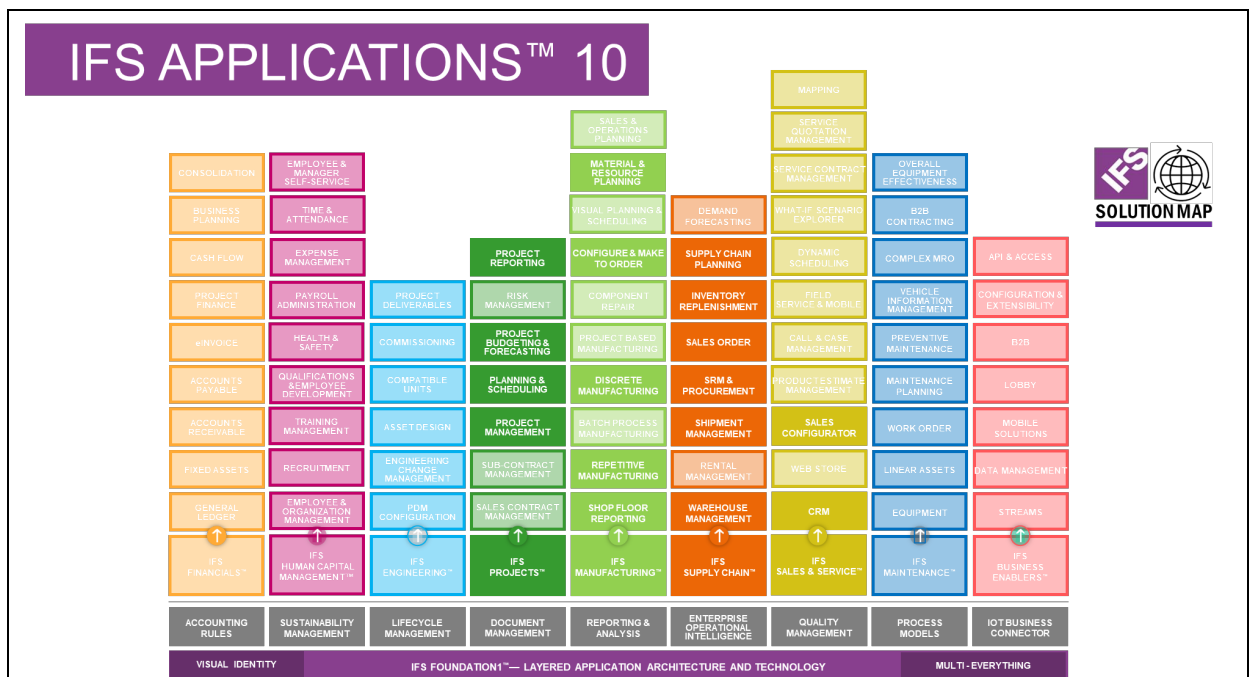 IFS APPLICATIONS™ 10
IFS
SOLUTION MAP
CONSOLIDATION
BUSINESS
PLANNING
CASH FLOW
PROJECT
FINANCE
eINVOICE
ACCOUNTS
PAYABLE
ACCOUNTS
RECEIVABLE
FIXED ASSETS
GENERAL
LEDGER
IFS
FINANCIALS™
EMPLOYEE &
MANAGER
SELF-SERVICE
TIME &
ATTENDANCE
EXPENSE
MANAGEMENT
PAYROLL
ADMINISTRATION
HEALTH &
SAFETY
QUALIFICATIONS
&EMPLOYEE
DEVELOPMENT
TRAINING
MANAGEMENT
RECRUITMENT
EMPLOYEE &
ORGANIZATION
MANAGEMENT
IFS
HUMAN CAPITAL
MANAGEMENT™
PROJECT
DELIVERABLES
COMMISSIONING
COMPATIBLE
UNITS
ASSET DESIGN
ENGINEERING
CHANGE
MANAGEMENT
PDM
CONFIGURATION
IFS
ENGINEERING™
PROJECT
REPORTING
RISK
MANAGEMENT
PROJECT
BUDGETING &
FORECASTING
PLANNING &
SCHEDULING
PROJECT
MANAGEMENT
SUB-CONTRACT
MANAGEMENT
SALES CONTRACT
MANAGEMENT
IFS
PROJECTS™
SALES &
OPERATIONS
PLANNING
MATERIAL &
RESOURCE
PLANNING
VISUAL PLANNING &
SCHEDULING
CONFIGURE & MAKE
TO ORDER
COMPONENT
REPAIR
PROJECT BASED
MANUFACTURING
DISCRETE
MANUFACTURING
BATCH PROCESS
MANUFACTURING
REPETITIVE
MANUFACTURING
SHOP FLOOR
REPORTING
IFS
MANUFACTURING™
DEMAND
FORECASTING
SUPPLY CHAIN
PLANNING
INVENTORY
REPLENISHMENT
SALES ORDER
SRM &
PROCUREMENT
SHIPMENT
MANAGEMENT
RENTAL
MANAGEMENT
WAREHOUSE
MANAGEMENT
IFS
SUPPLY CHAIN™
MAPPING
SERVICE
QUOTATION
MANAGEMENT
SERVICE CONTRACT
MANAGEMENT
WHAT IF SCENARIO
EXPLORER
DYNAMIC
SCHEDULING
FIELD
SERVICE & MOBILE
CALL & CASE
MANAGEMENT
PRODUCT ESTIMATE
MANAGEMENT
SALES
CONFIGURATOR
WEB STORE
CRM
IFS
SALES & SERVICE™
OVERALL
EQUIPMENT
EFFECTIVENESS
B2B
CONTRACTING
COMPLEX MRO
VEHICLE
INFORMATION
MANAGEMENT
PREVENTIVE
MAINTENANCE
MAINTENANCE
PLANNING
WORK ORDER
LINEAR ASSETS
EQUIPMENT
IFS
MAINTENANCE™
API & ACCESS
CONFIGURATION &
EXTENSIBILITY
B2B
LOBBY
MOBILE
SOLUTIONS
DATA MANAGEMENT
STREAMS
IFS
BUSINESS
ENABLERS™
ACCOUNTING
RULES
SUSTAINABILITY
MANAGEMENT
LIFECYCLE
MANAGEMENT
DOCUMENT
MANAGEMENT
REPORTING &
ANALYSIS
ENTERPRISE
OPERATIONAL
INTELLIGENCE
QUALITY
MANAGEMENT
PROCESS
MODELS
IOT BUSINESS
CONNECTOR
VISUAL IDENTITY
IFS FOUNDATION1™— LAYERED APPLICATION ARCHITECTURE AND TECHNOLOGY
MULTI-EVERYTHING